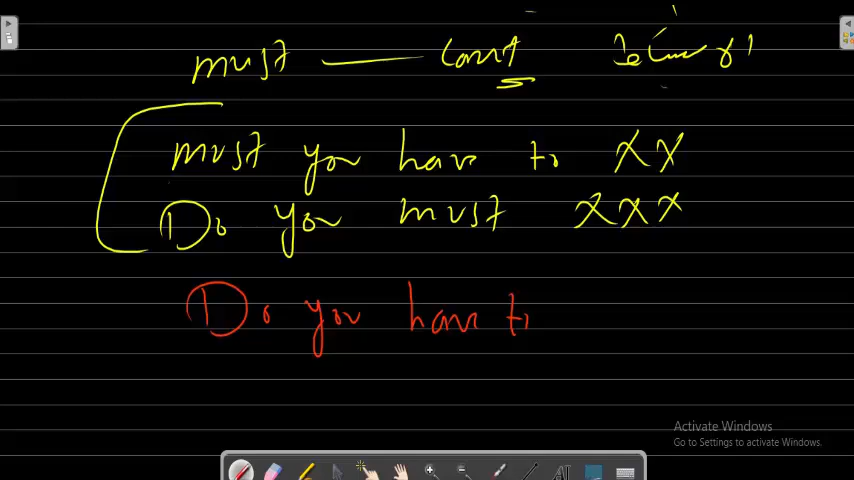 must —
must you have to XX
Do you must XXX
Do you have to
Activate Windows
Go to Settings to activate Windows.